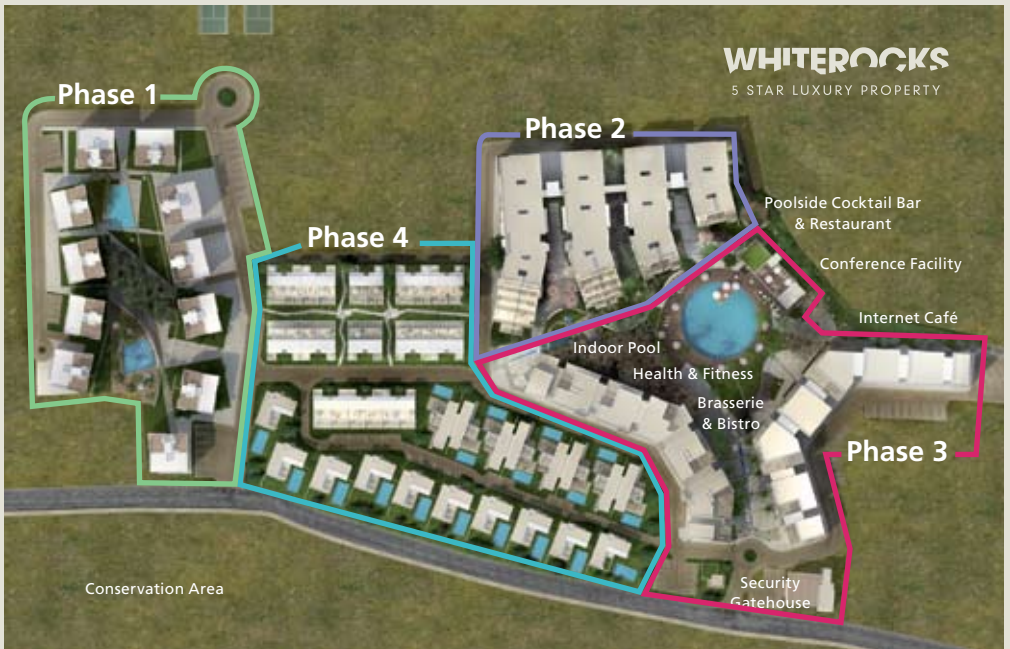 WHITEROCKS
5 STAR LUXURY PROPERTY
Phase 1
Phase 2
Poolside Cocktail Bar
& Restaurant
Phase 4
Conference Facility
Internet Café
Indoor Pool
Health & Fitness
Brasserie
& Bistro
Phase 3
Security
Gatehouse
Conservation Area